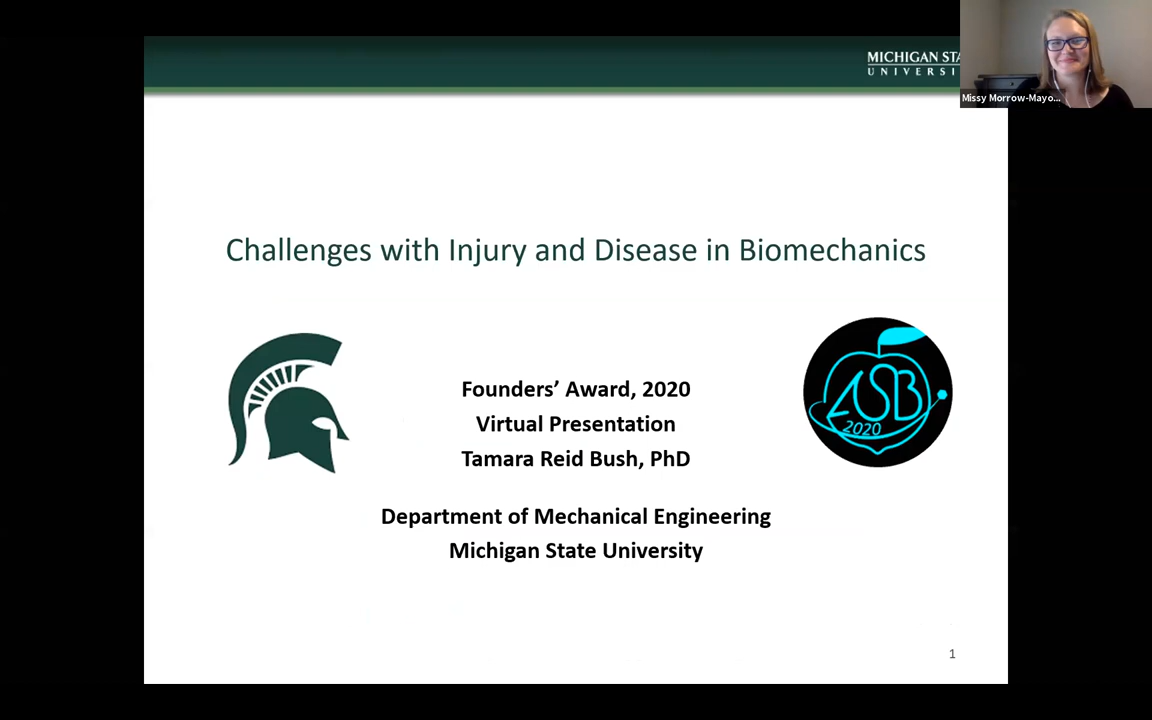 MICHIGAN STA
UNIVERSI
Missy Morrow-Mayo...
Challenges with Injury and Disease in Biomechanics
Founders’ Award, 2020
Virtual Presentation
Tamara Reid Bush, PhD
ASB
2020
Department of Mechanical Engineering
Michigan State University
1